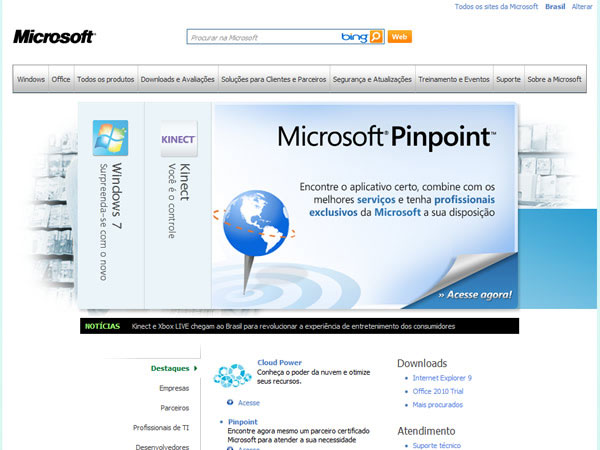 Todos os sites da Microsoft Brasil Alterar
Microsoft®
Procurar na Microsoft bing Web
Windows Office Todos os produtos Downloads e Avaliações Soluções para Clientes e Parceiros Segurança e Atualizações Treinamento e Eventos Suporte Sobre a Microsoft
Windows 7
Surpreenda-se com o novo
KINECT
Kinect
Você é o controle
Microsoft® Pinpoint™
Encontre o aplicativo certo, combine com os
melhores serviços e tenha profissionais
exclusivos da Microsoft a sua disposição
» Acesse agora!
NOTÍCIAS Kinect e Xbox LIVE chegam ao Brasil para revolucionar a experiência de entretenimento dos consumidores
Destaques
Empresas
Parceiros
Profissionais de TI
Desenvolvedores
Cloud Power
Conheça o poder da nuvem e otimize
seus recursos.
Acesse
• Pinpoint
Encontre agora mesmo um parceiro certificado
Microsoft para atender a sua necessidade
Acesse
Downloads
• Internet Explorer 9
• Office 2010 Trial
• Mais procurados
Atendimento
• Suporte técnico